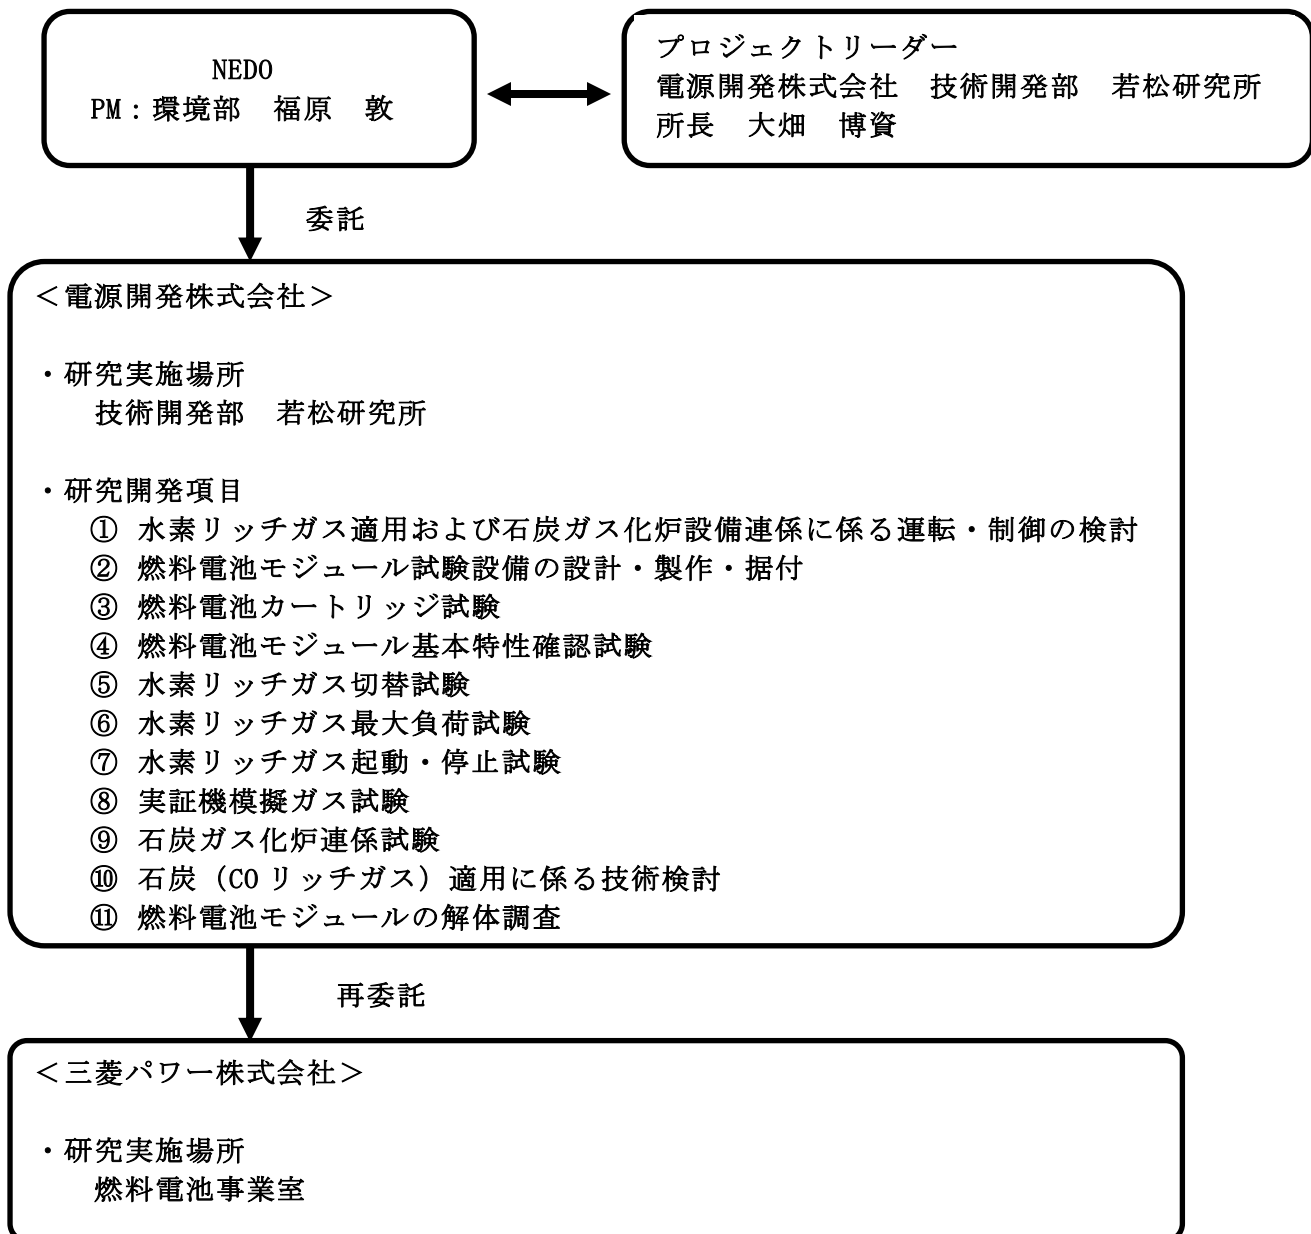 NEDO
PM：環境部　福原　敦
プロジェクトリーダー
電源開発株式会社　技術開発部　若松研究所
所長　大畑　博資
委託
＜電源開発株式会社＞
・研究実施場所
技術開発部　若松研究所
・研究開発項目
① 水素リッチガス適用および石炭ガス化炉設備連係に係る運転・制御の検討
② 燃料電池モジュール試験設備の設計・製作・据付
③ 燃料電池カートリッジ試験
④ 燃料電池モジュール基本特性確認試験
⑤ 水素リッチガス切替試験
⑥ 水素リッチガス最大負荷試験
⑦ 水素リッチガス起動・停止試験
⑧ 実証機模擬ガス試験
⑨ 石炭ガス化炉連係試験
⑩ 石炭（CO リッチガス）適用に係る技術検討
⑪ 燃料電池モジュールの解体調査
再委託
＜三菱パワー株式会社＞
・研究実施場所
燃料電池事業室